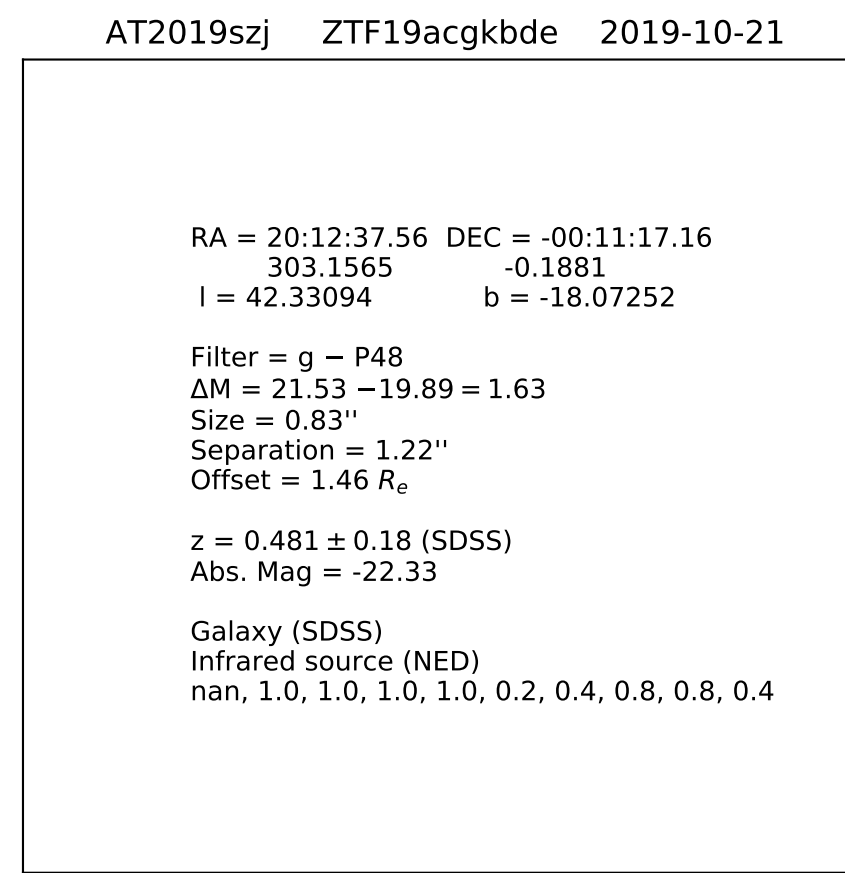 AT2019szj ZTF19acgkbde 2019-10-21
RA = 20:12:37.56 DEC = -00:11:17.16
303.1565 -0.1881
l = 42.33094 b = -18.07252
Filter = g − P48
ΔM = 21.53 −19.89 = 1.63
Size = 0.83''
Separation = 1.22''
Offset = 1.46 Rₑ
z = 0.481 ± 0.18 (SDSS)
Abs. Mag = -22.33
Galaxy (SDSS)
Infrared source (NED)
nan, 1.0, 1.0, 1.0, 1.0, 0.2, 0.4, 0.8, 0.8, 0.4